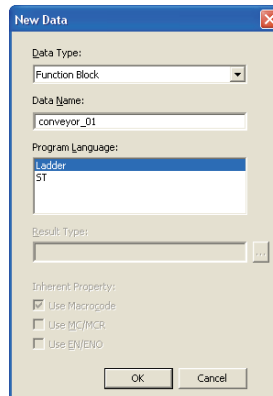 New Data
Data Type:
Function Block
Data Name:
conveyor_01
Program Language:
Ladder
ST
Result Type:
...
Inherent Property:
Use Macrocode
Use MC/MCR
Use EN/ENO
OK Cancel